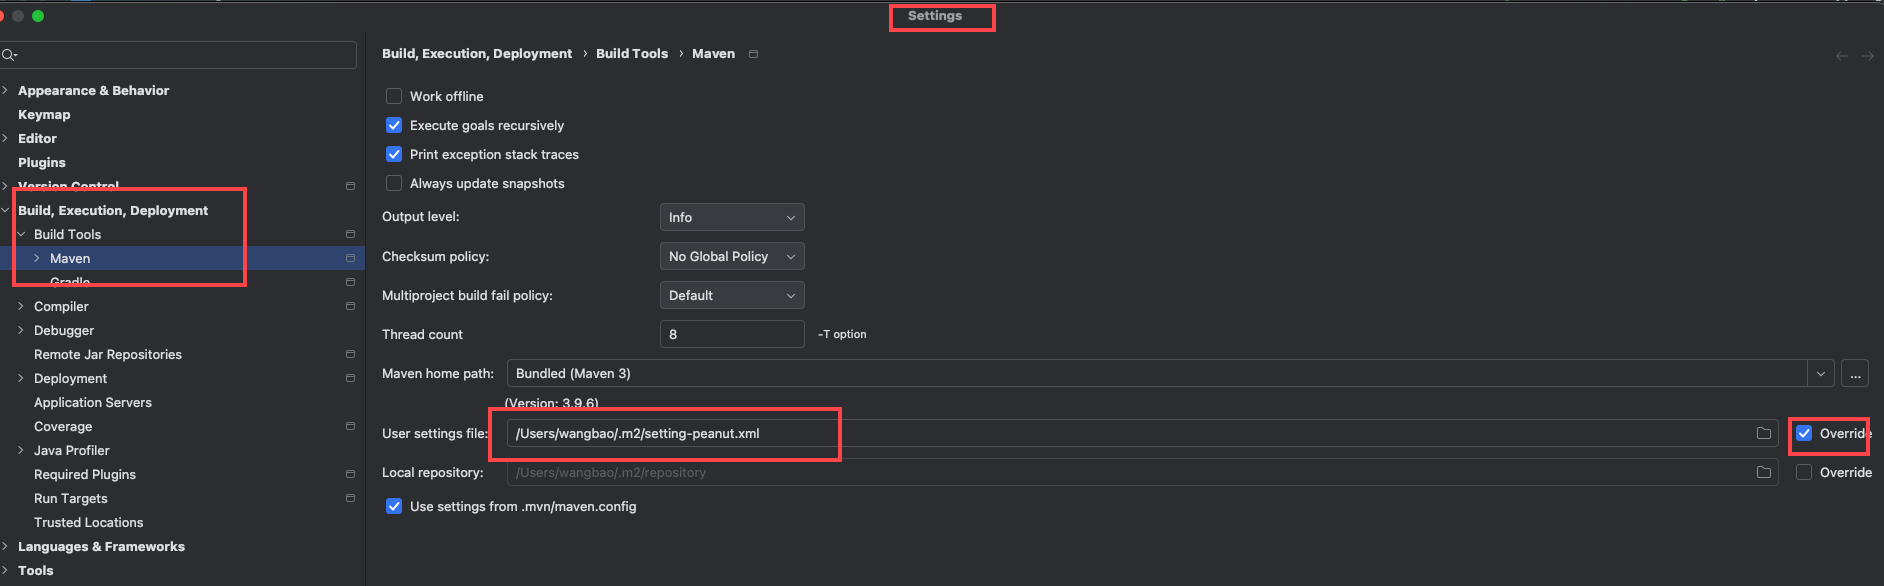 Settings
Appearance & Behavior
Keymap
Editor
Plugins
Version Control
Build, Execution, Deployment
Build Tools
Maven
Gradle
Compiler
Debugger
Remote Jar Repositories
Deployment
Application Servers
Coverage
Java Profiler
Required Plugins
Run Targets
Trusted Locations
Languages & Frameworks
Tools
Build, Execution, Deployment › Build Tools › Maven
Work offline
Execute goals recursively
Print exception stack traces
Always update snapshots
Output level: Info
Checksum policy: No Global Policy
Multiproject build fail policy: Default
Thread count 8 -T option
Maven home path: Bundled (Maven 3) ...
(Version: 3.9.6)
User settings file: /Users/wangbao/.m2/setting-peanut.xml Override
Local repository: /Users/wangbao/.m2/repository Override
Use settings from .mvn/maven.config